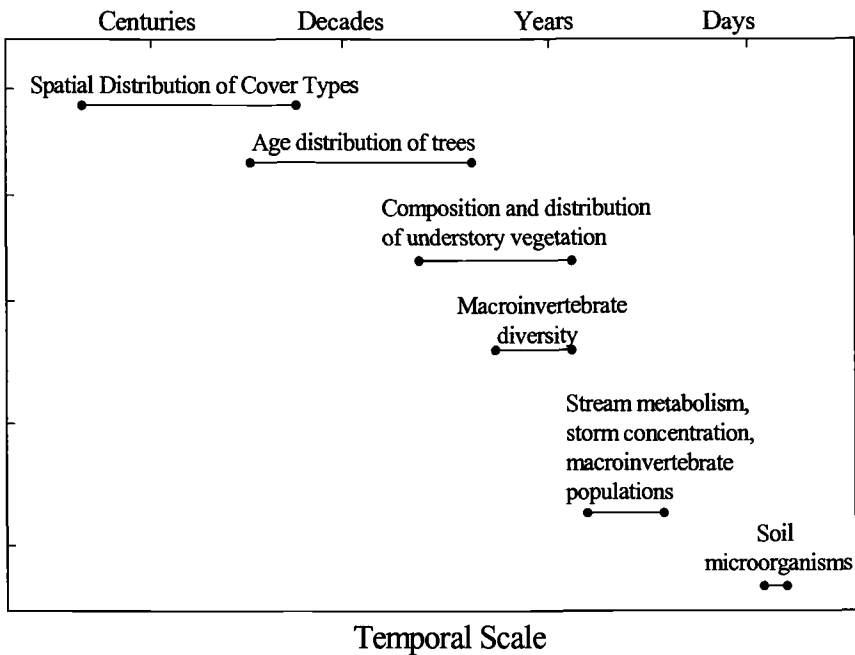 Centuries Decades Years Days
Spatial Distribution of Cover Types
Age distribution of trees
Composition and distribution
of understory vegetation
Macroinvertebrate
diversity
Stream metabolism,
storm concentration,
macroinvertebrate
populations
Soil
microorganisms
Temporal Scale